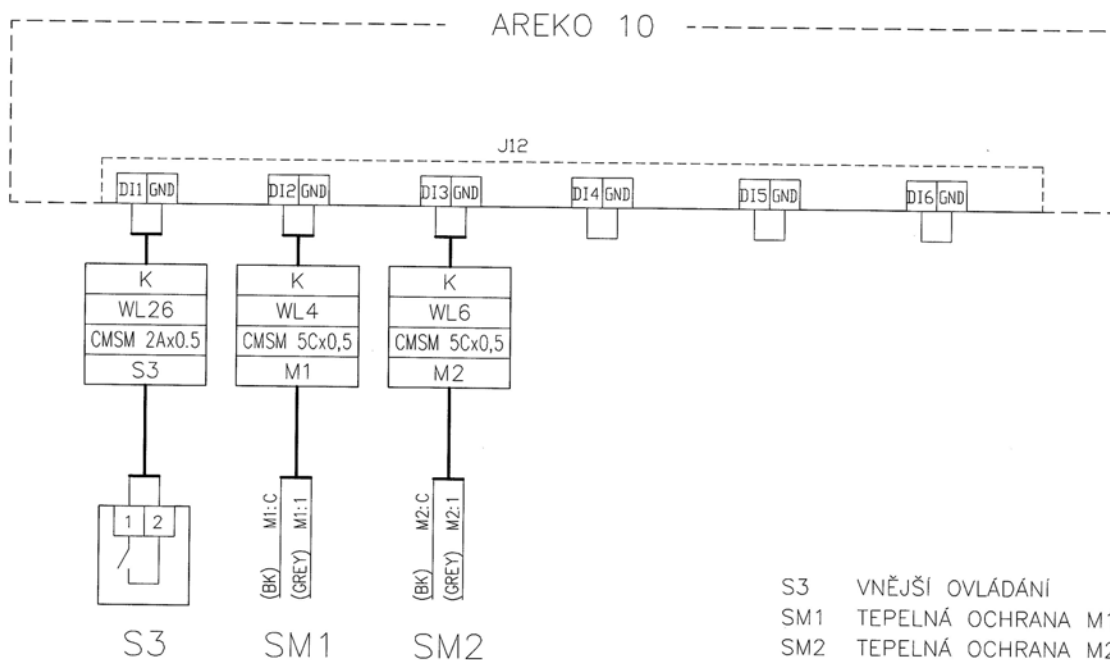 AREKO 10
J12
DI1 GND DI2 GND DI3 GND DI4 GND DI5 GND DI6 GND
K K K
WL26 WL4 WL6
CMSM 2Ax0.5 CMSM 5Cx0,5 CMSM 5Cx0,5
S3 M1 M2
1 2
(BK) M1:C
(GREY) M1:1
(BK) M2:C
(GREY) M2:1
S3 SM1 SM2
S3 VNĚJŠÍ OVLÁDÁNÍ
SM1 TEPELNÁ OCHRANA M1
SM2 TEPELNÁ OCHRANA M2